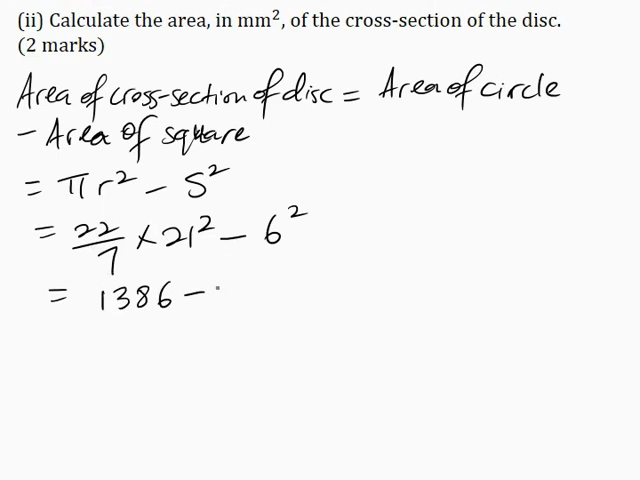 (ii) Calculate the area, in mm², of the cross-section of the disc.
(2 marks)
Area of cross-section of disc = Area of circle
- Area of square
= πr² - S²
= 22/7 × 21² - 6²
= 1386 -